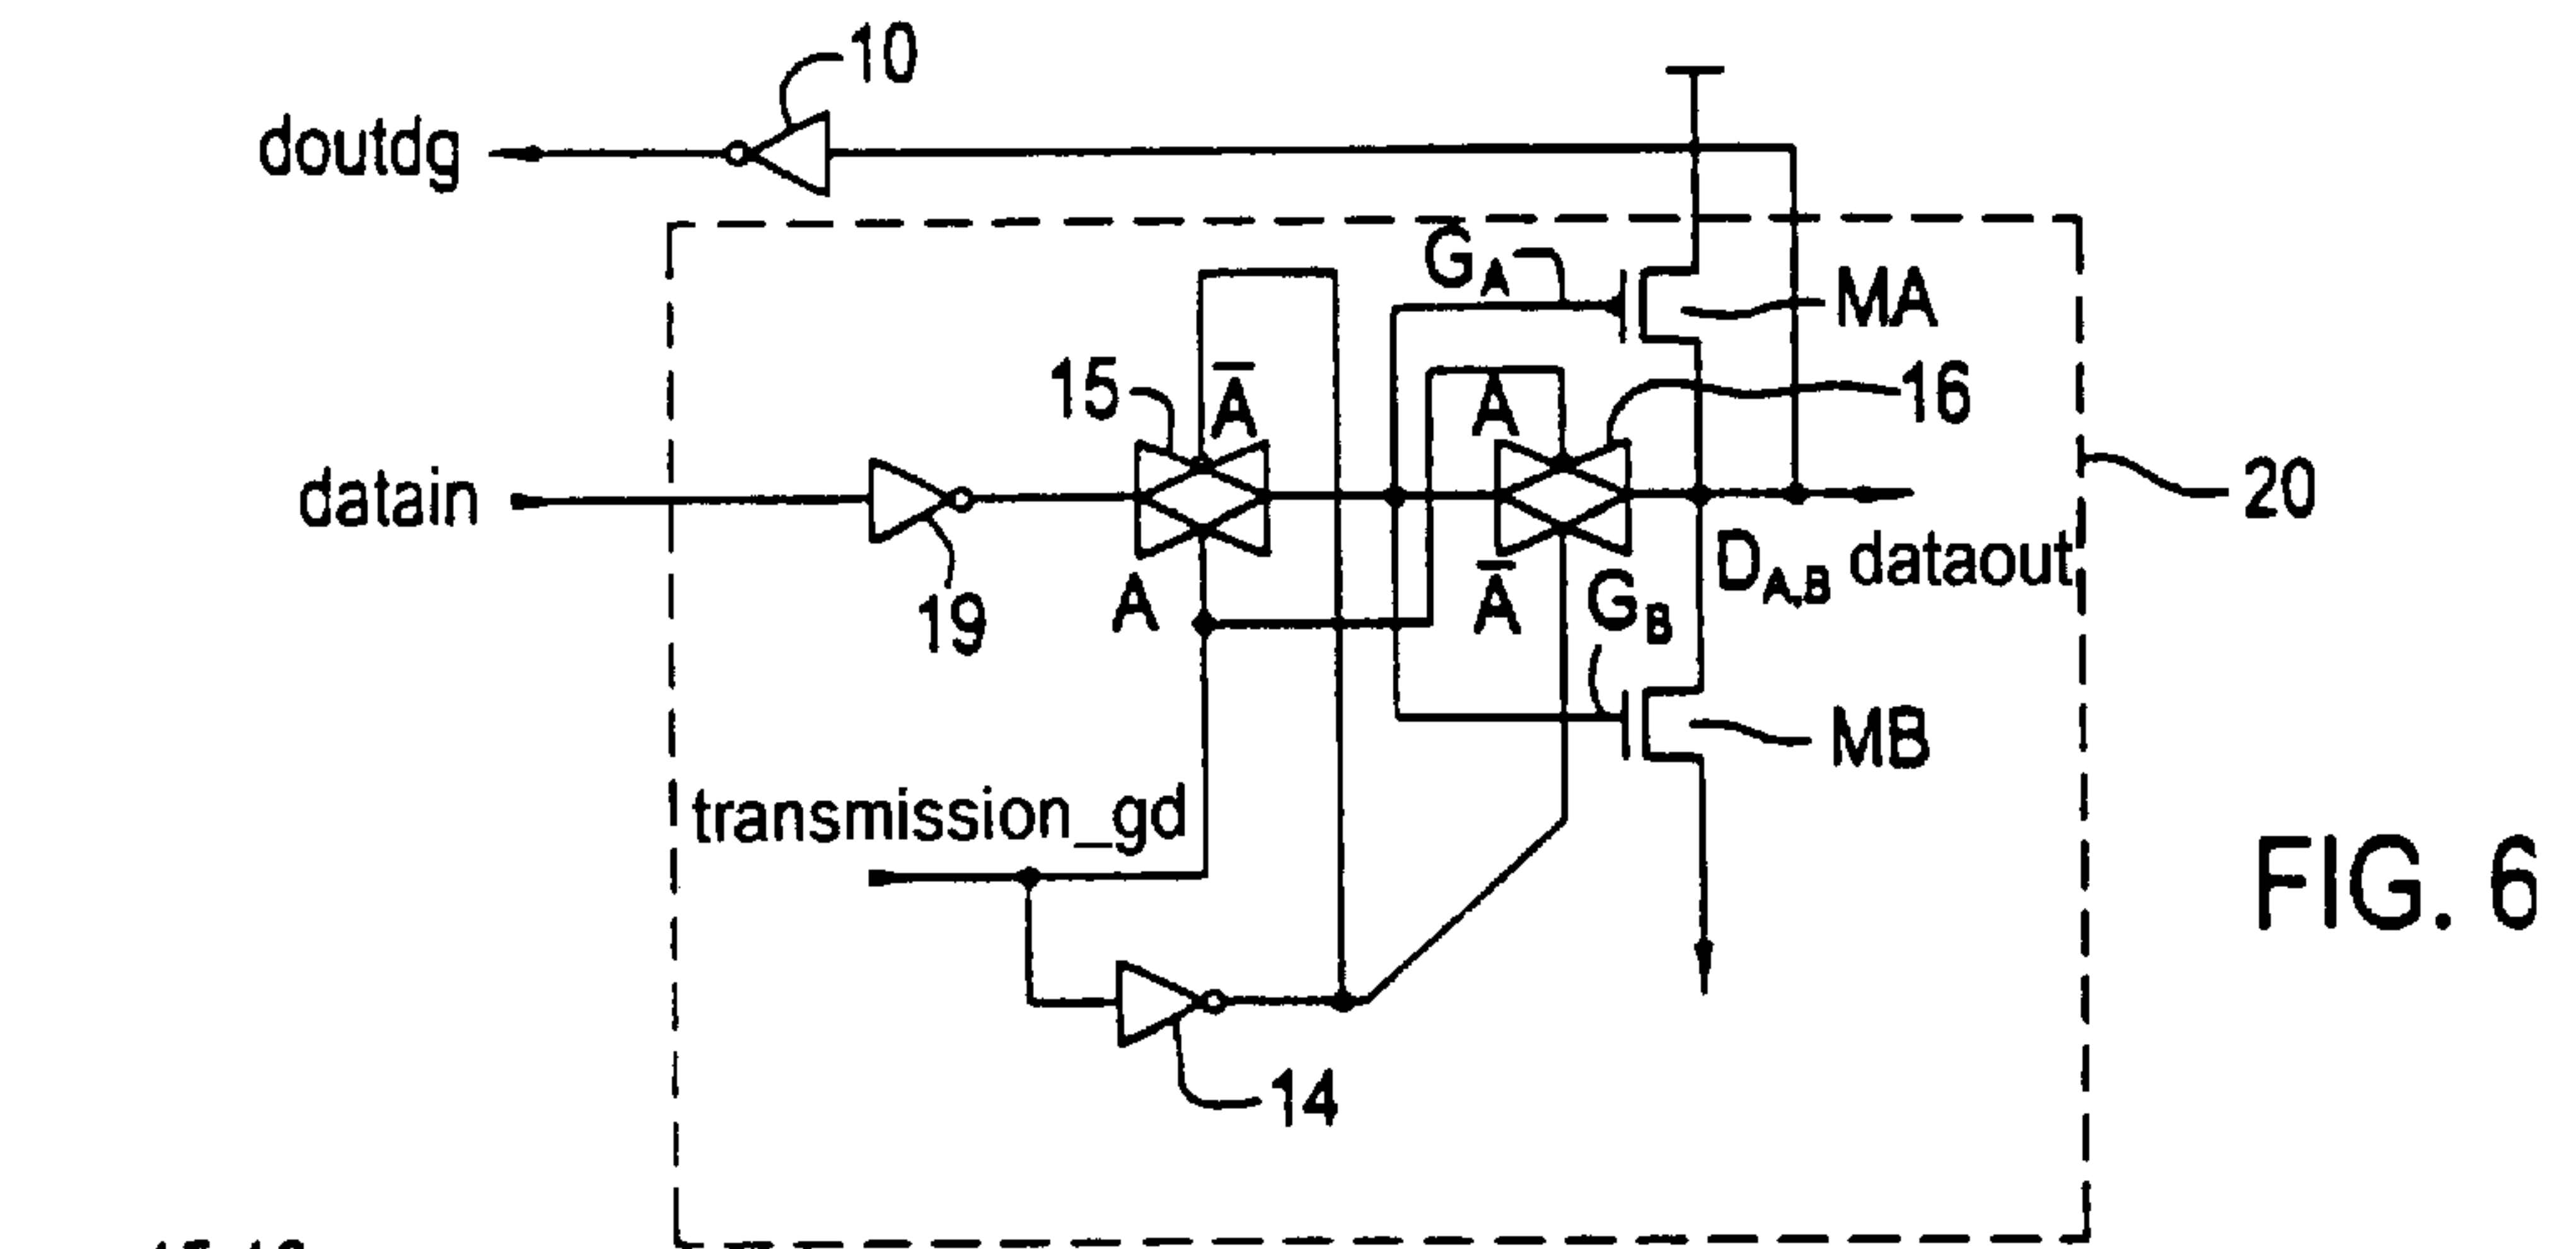 10
doutdg
G_A
MA
15
A̅
A
16
datain
20
19
A
A̅
G_B
D_A,B dataout
MB
transmission_gd
14
FIG. 6